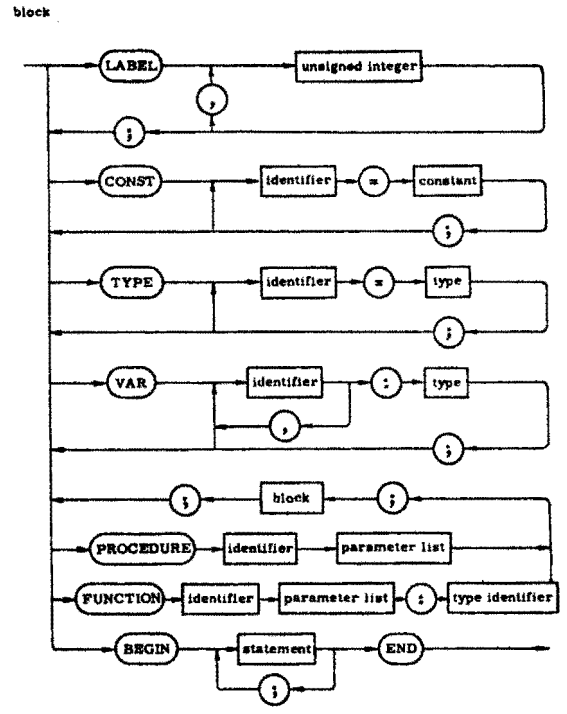 block
LABEL unsigned integer
,
;
CONST identifier = constant
;
TYPE identifier = type
;
VAR identifier : type
,
;
; block ;
PROCEDURE identifier parameter list
FUNCTION identifier parameter list : type identifier
BEGIN statement END
;